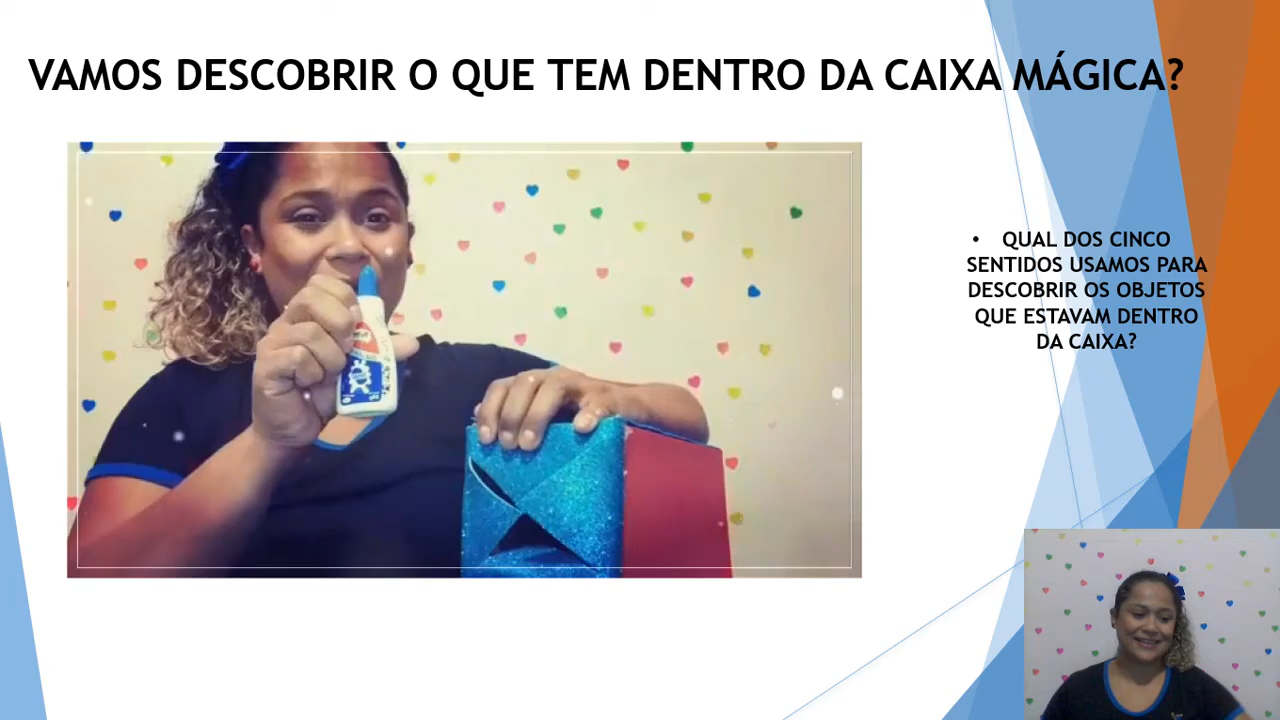 VAMOS DESCOBRIR O QUE TEM DENTRO DA CAIXA MÁGICA?
• QUAL DOS CINCO
SENTIDOS USAMOS PARA
DESCOBRIR OS OBJETOS
QUE ESTAVAM DENTRO
DA CAIXA?